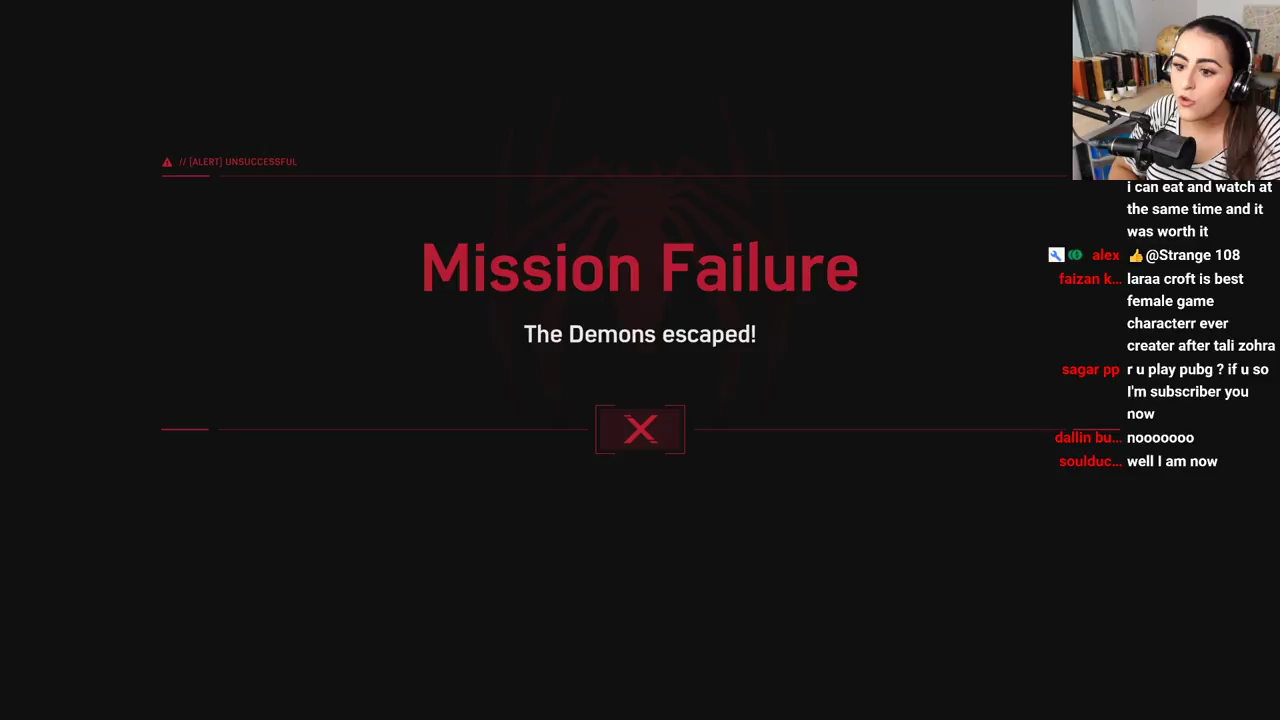 // [ALERT] UNSUCCESSFUL
Mission Failure
The Demons escaped!
i can eat and watch at
the same time and it
was worth it
alex 👍@Strange 108
faizan k... laraa croft is best
female game
characterr ever
creater after tali zohra
sagar pp r u play pubg ? if u so
I'm subscriber you
now
dallin bu... nooooooo
soulduc... well I am now